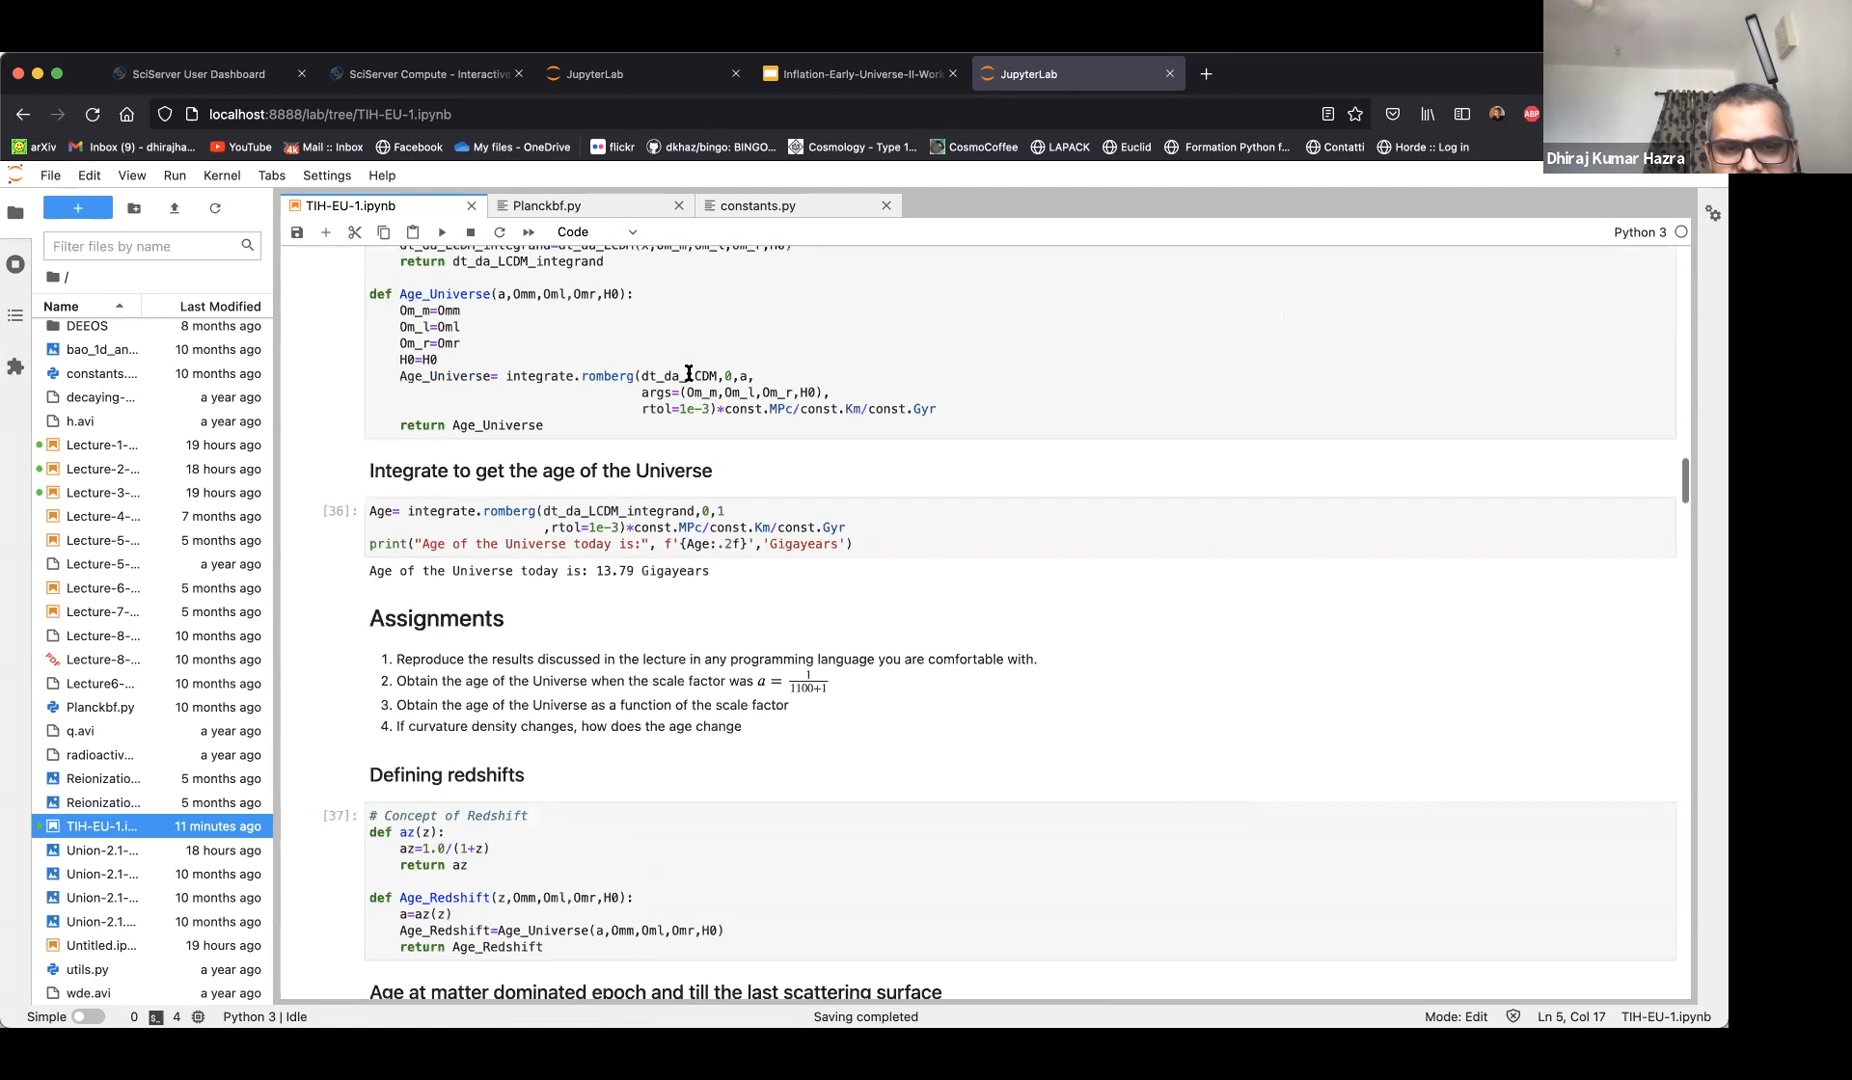 SciServer User Dashboard
SciServer Compute - Interactive
JupyterLab
Inflation-Early-Universe-II-Work
JupyterLab
localhost:8888/lab/tree/TIH-EU-1.ipynb
Dhiraj Kumar Hazra
arXiv
Inbox (9) - dhirajha...
YouTube
Mail :: Inbox
Facebook
My files - OneDrive
flickr
dkhaz/bingo: BINGO...
Cosmology - Type 1...
CosmoCoffee
LAPACK
Euclid
Formation Python f...
Contatti
Horde :: Log in
ABP
File Edit View Run Kernel Tabs Settings Help
TIH-EU-1.ipynb
Planckbf.py
constants.py
Filter files by name
Code
Python 3
/
Name Last Modified
DEEOS 8 months ago
bao_1d_an... 10 months ago
constants.... 10 months ago
decaying-... a year ago
h.avi a year ago
Lecture-1-... 19 hours ago
Lecture-2-... 18 hours ago
Lecture-3-... 19 hours ago
Lecture-4-... 7 months ago
Lecture-5-... 5 months ago
Lecture-5-... a year ago
Lecture-6-... 5 months ago
Lecture-7-... 5 months ago
Lecture-8-... 10 months ago
Lecture-8-... 10 months ago
Lecture6-... 10 months ago
Planckbf.py 10 months ago
q.avi a year ago
radioactiv... a year ago
Reionizatio... 5 months ago
Reionizatio... 5 months ago
TIH-EU-1.i... 11 minutes ago
Union-2.1-... 18 hours ago
Union-2.1-... 10 months ago
Union-2.1-... 10 months ago
Union-2.1.... 10 months ago
Untitled.ip... 19 hours ago
utils.py a year ago
wde.avi a year ago
dt_da_LCDM_integrand=dt_da_LCDM(x,Om_m,Om_l,Om_r,H0)
return dt_da_LCDM_integrand
def Age_Universe(a,Omm,Oml,Omr,H0):
Om_m=Omm
Om_l=Oml
Om_r=Omr
H0=H0
Age_Universe= integrate.romberg(dt_da_LCDM,0,a,
args=(Om_m,Om_l,Om_r,H0),
rtol=1e-3)*const.MPc/const.Km/const.Gyr
return Age_Universe
Integrate to get the age of the Universe
[36]: Age= integrate.romberg(dt_da_LCDM_integrand,0,1
,rtol=1e-3)*const.MPc/const.Km/const.Gyr
print("Age of the Universe today is:", f'{Age:.2f}','Gigayears')
Age of the Universe today is: 13.79 Gigayears
Assignments
1. Reproduce the results discussed in the lecture in any programming language you are comfortable with.
2. Obtain the age of the Universe when the scale factor was a = 1/(1100+1)
3. Obtain the age of the Universe as a function of the scale factor
4. If curvature density changes, how does the age change
Defining redshifts
[37]: # Concept of Redshift
def az(z):
az=1.0/(1+z)
return az
def Age_Redshift(z,Omm,Oml,Omr,H0):
a=az(z)
Age_Redshift=Age_Universe(a,Omm,Oml,Omr,H0)
return Age_Redshift
Age at matter dominated epoch and till the last scattering surface
Simple 0 4 Python 3 | Idle Saving completed Mode: Edit Ln 5, Col 17 TIH-EU-1.ipynb